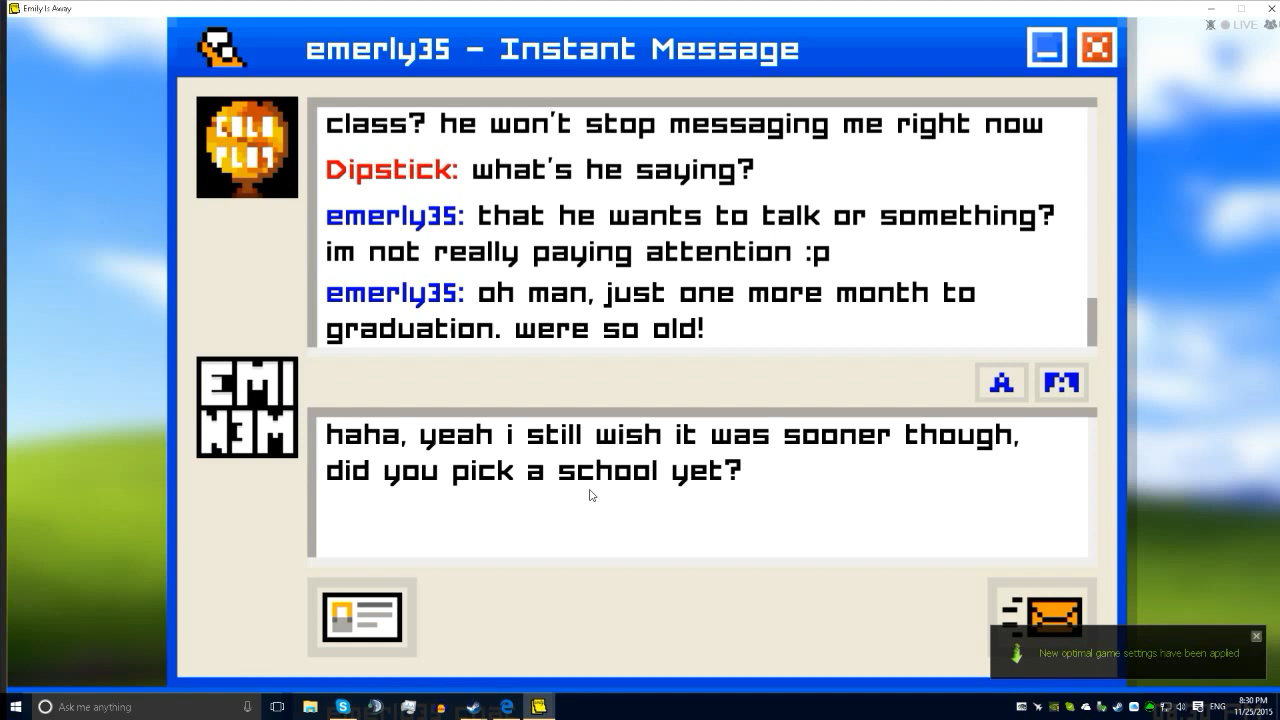 Emily Is Away
LIVE
emerly35 - Instant Message
COLD
PLAY
class? he won't stop messaging me right now
Dipstick: what's he saying?
emerly35: that he wants to talk or something?
im not really paying attention :p
emerly35: oh man, just one more month to
graduation. were so old!
EMI
N3M
A
haha, yeah i still wish it was sooner though,
did you pick a school yet?
New optimal game settings have been applied
Ask me anything
ENG
8:30 PM
11/25/2015